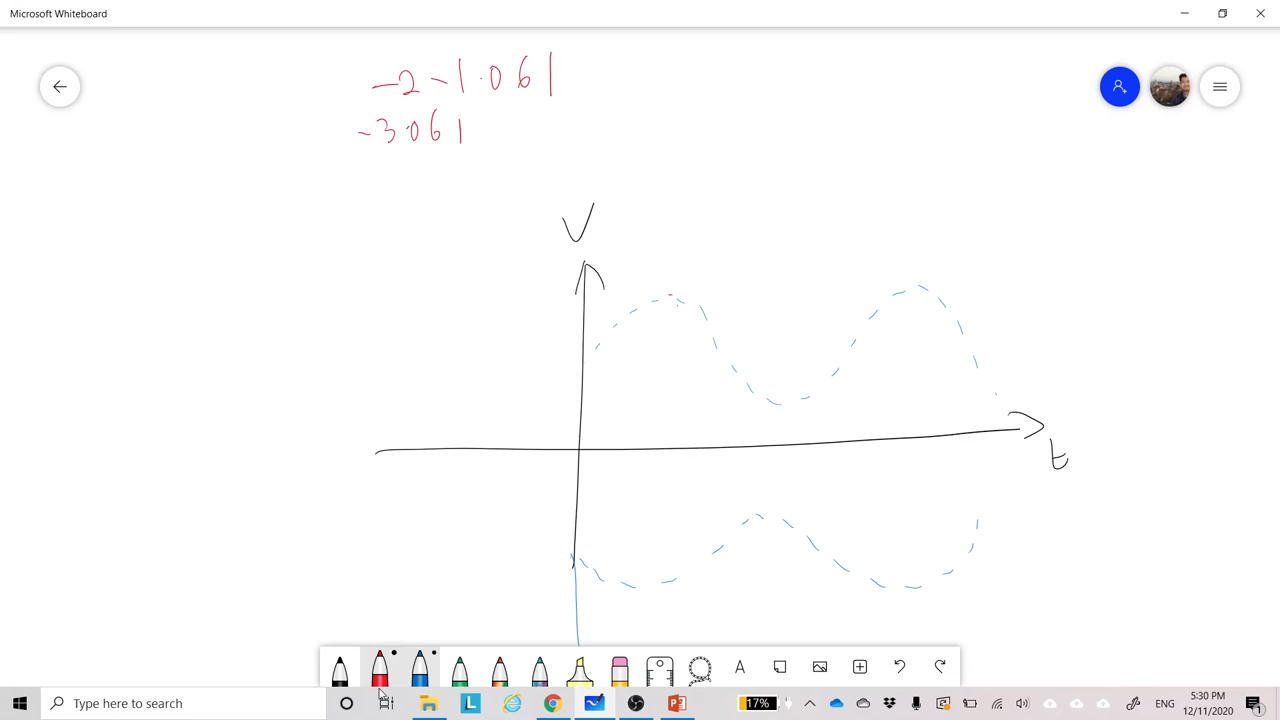 Microsoft Whiteboard
-2 -1.061
-3.061
V
t
A
Type here to search
L
17%
ENG
5:30 PM
12/11/2020
1